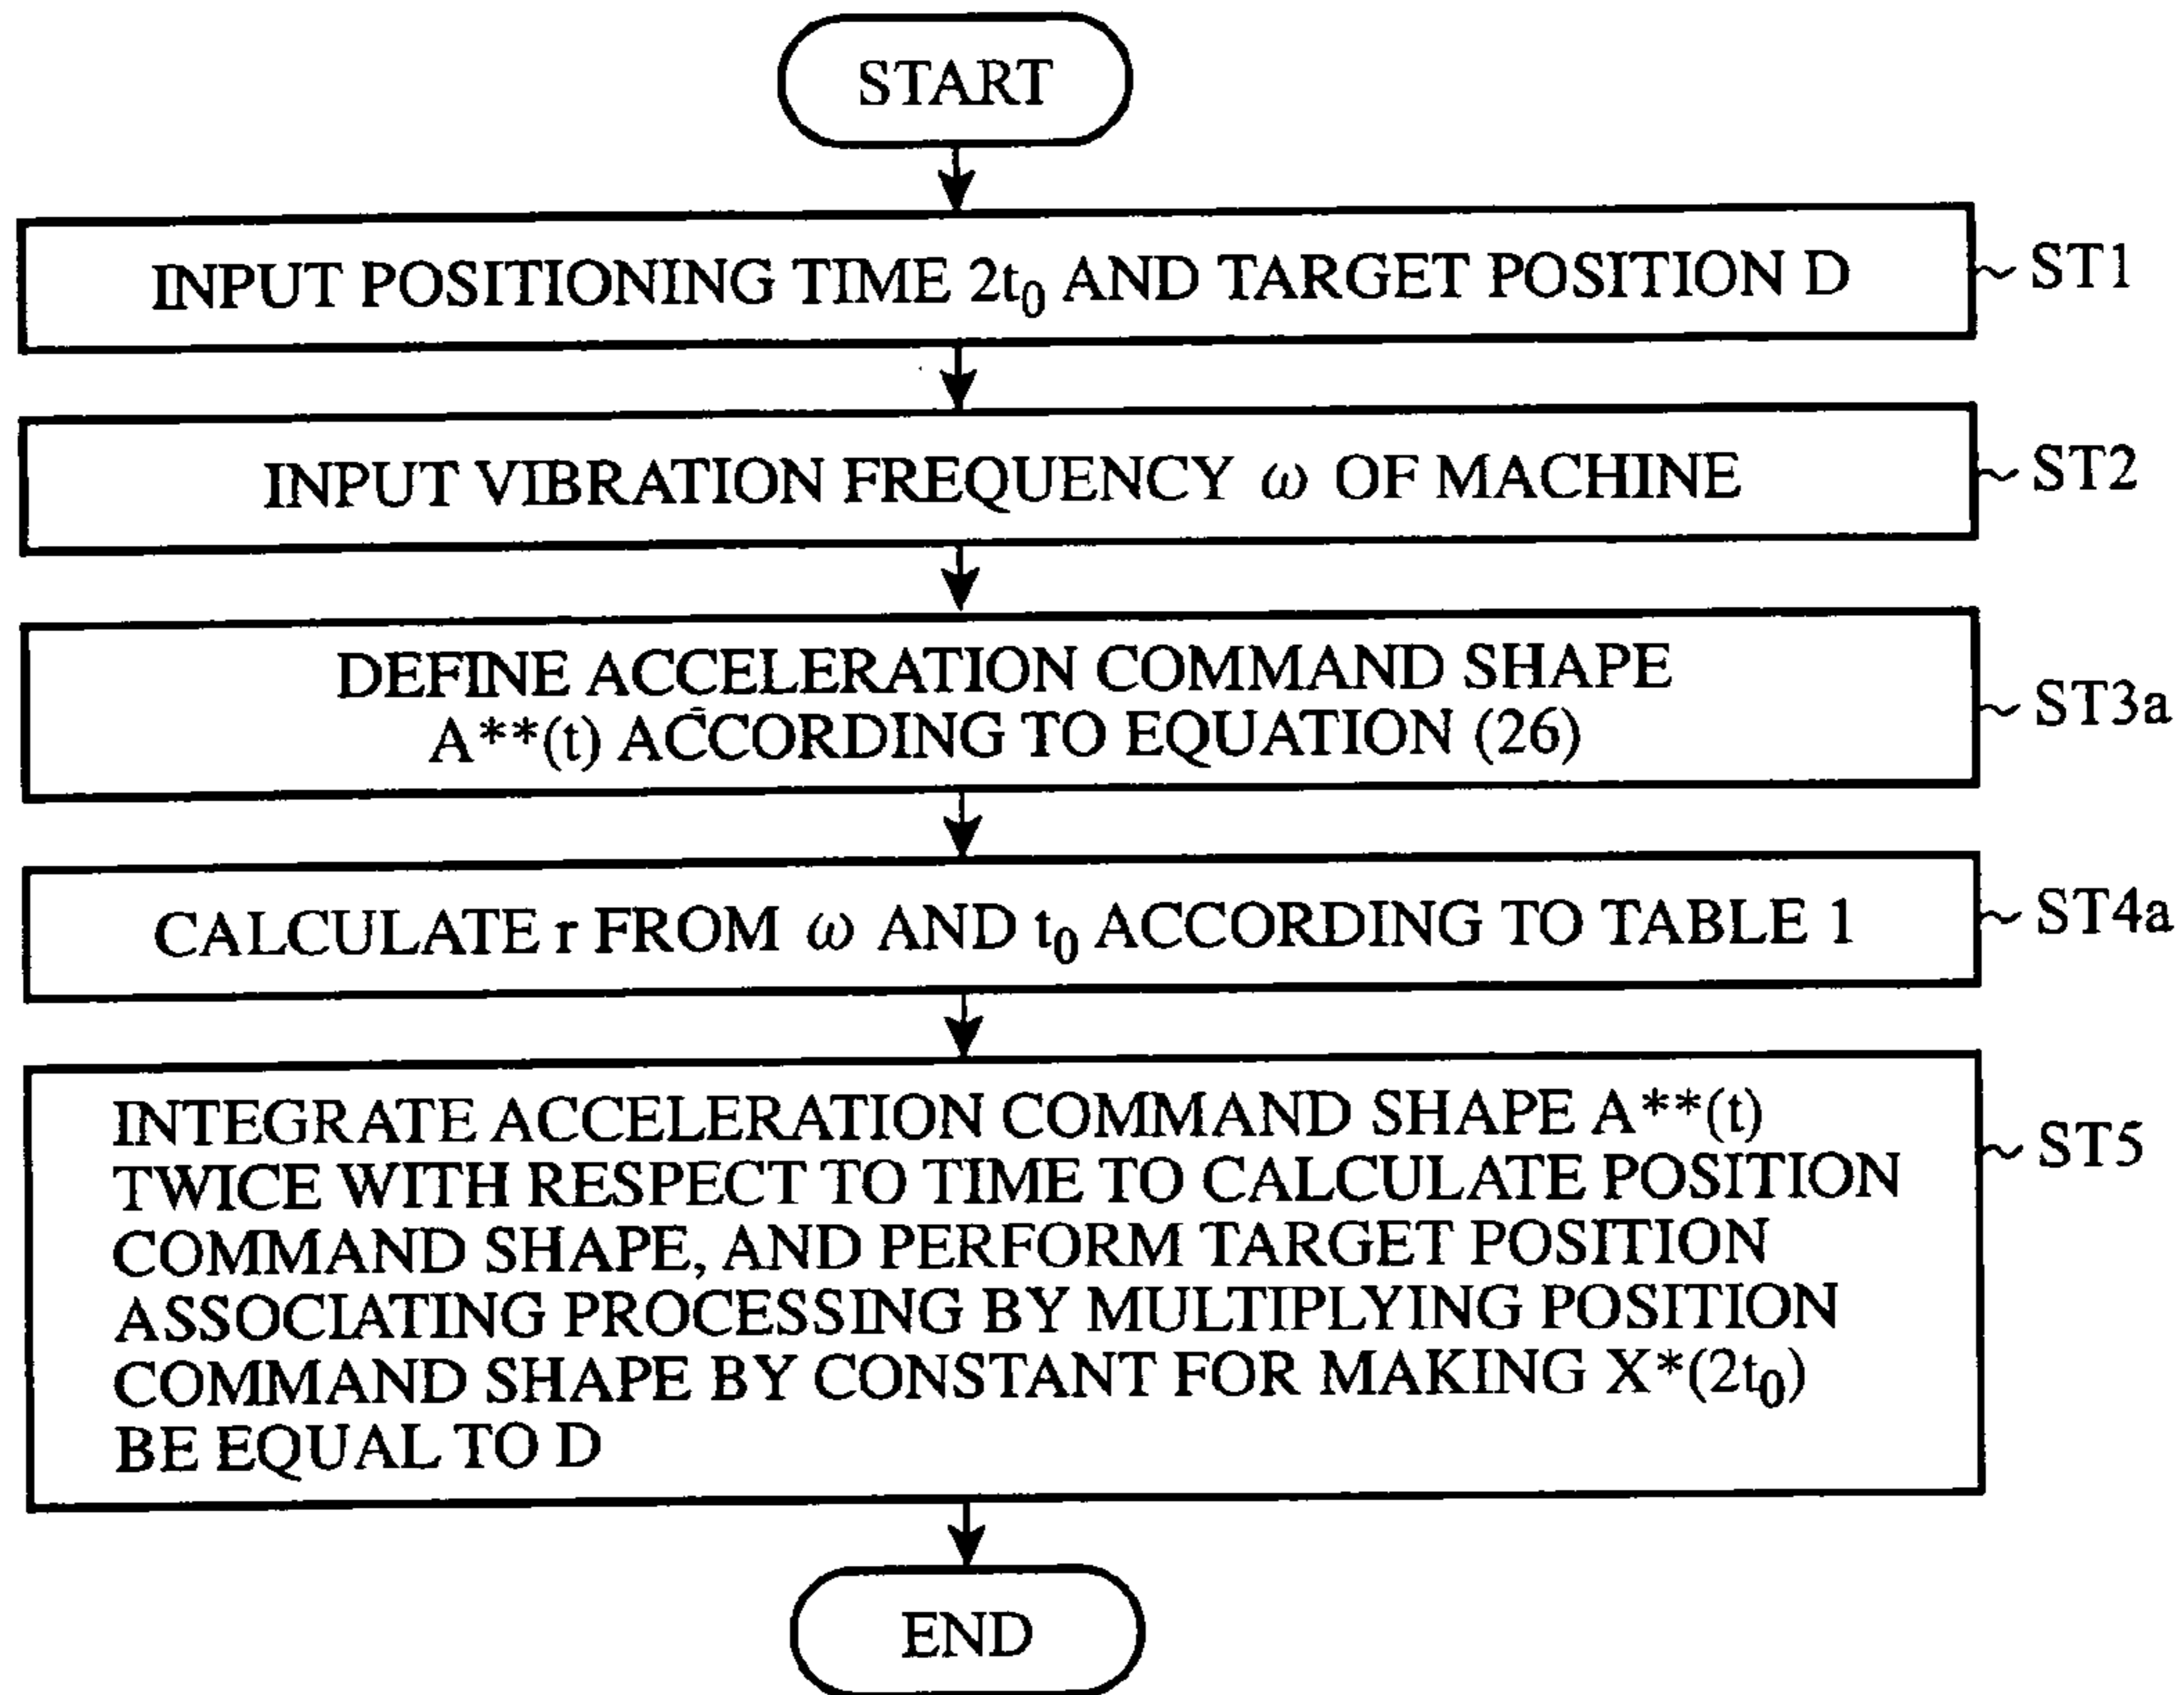 START
INPUT POSITIONING TIME 2t₀ AND TARGET POSITION D
ST1
INPUT VIBRATION FREQUENCY ω OF MACHINE
ST2
DEFINE ACCELERATION COMMAND SHAPE
A**(t) ACCORDING TO EQUATION (26)
ST3a
CALCULATE r FROM ω AND t₀ ACCORDING TO TABLE 1
ST4a
INTEGRATE ACCELERATION COMMAND SHAPE A**(t)
TWICE WITH RESPECT TO TIME TO CALCULATE POSITION
COMMAND SHAPE, AND PERFORM TARGET POSITION
ASSOCIATING PROCESSING BY MULTIPLYING POSITION
COMMAND SHAPE BY CONSTANT FOR MAKING X*(2t₀)
BE EQUAL TO D
ST5
END